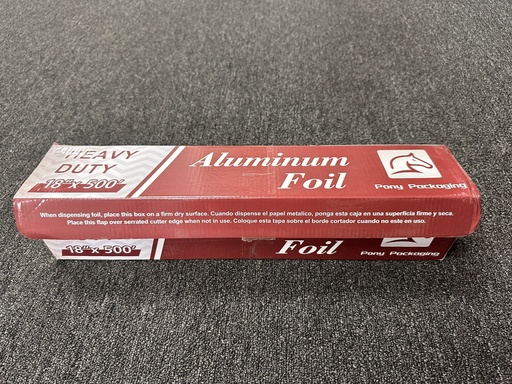 HEAVY
DUTY
18"x 500'
Aluminum
Foil
Pony Packaging
When dispensing foil, place this box on a firm dry surface. Cuando dispense el papel metalico, ponga esta caja en una superficia firme y seca.
Place this flap over serrated cutter edge when not in use. Coloque esta tapa sobre el borde cortador cuando no este en uso.
18"x 500'
Foil
Pony Packaging